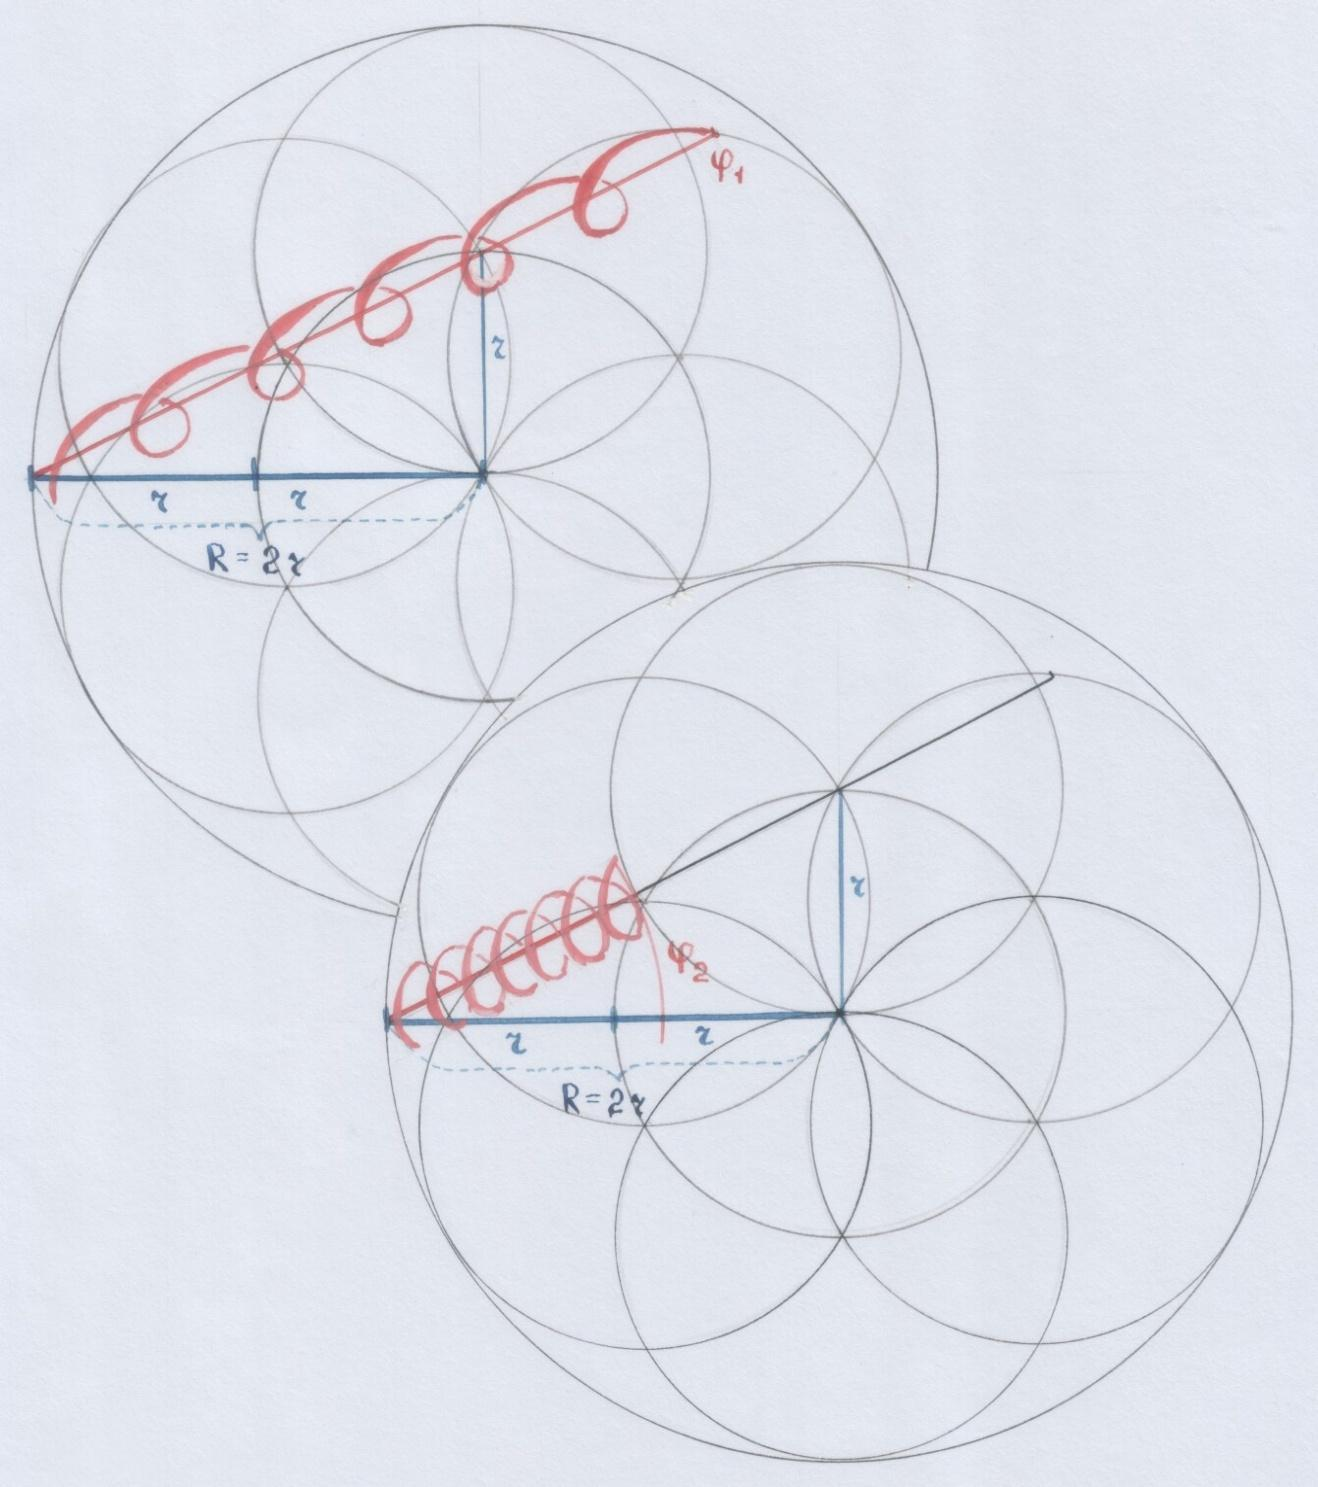 φ₁
r
r r
R = 2r
r
φ₂
r r
R = 2r